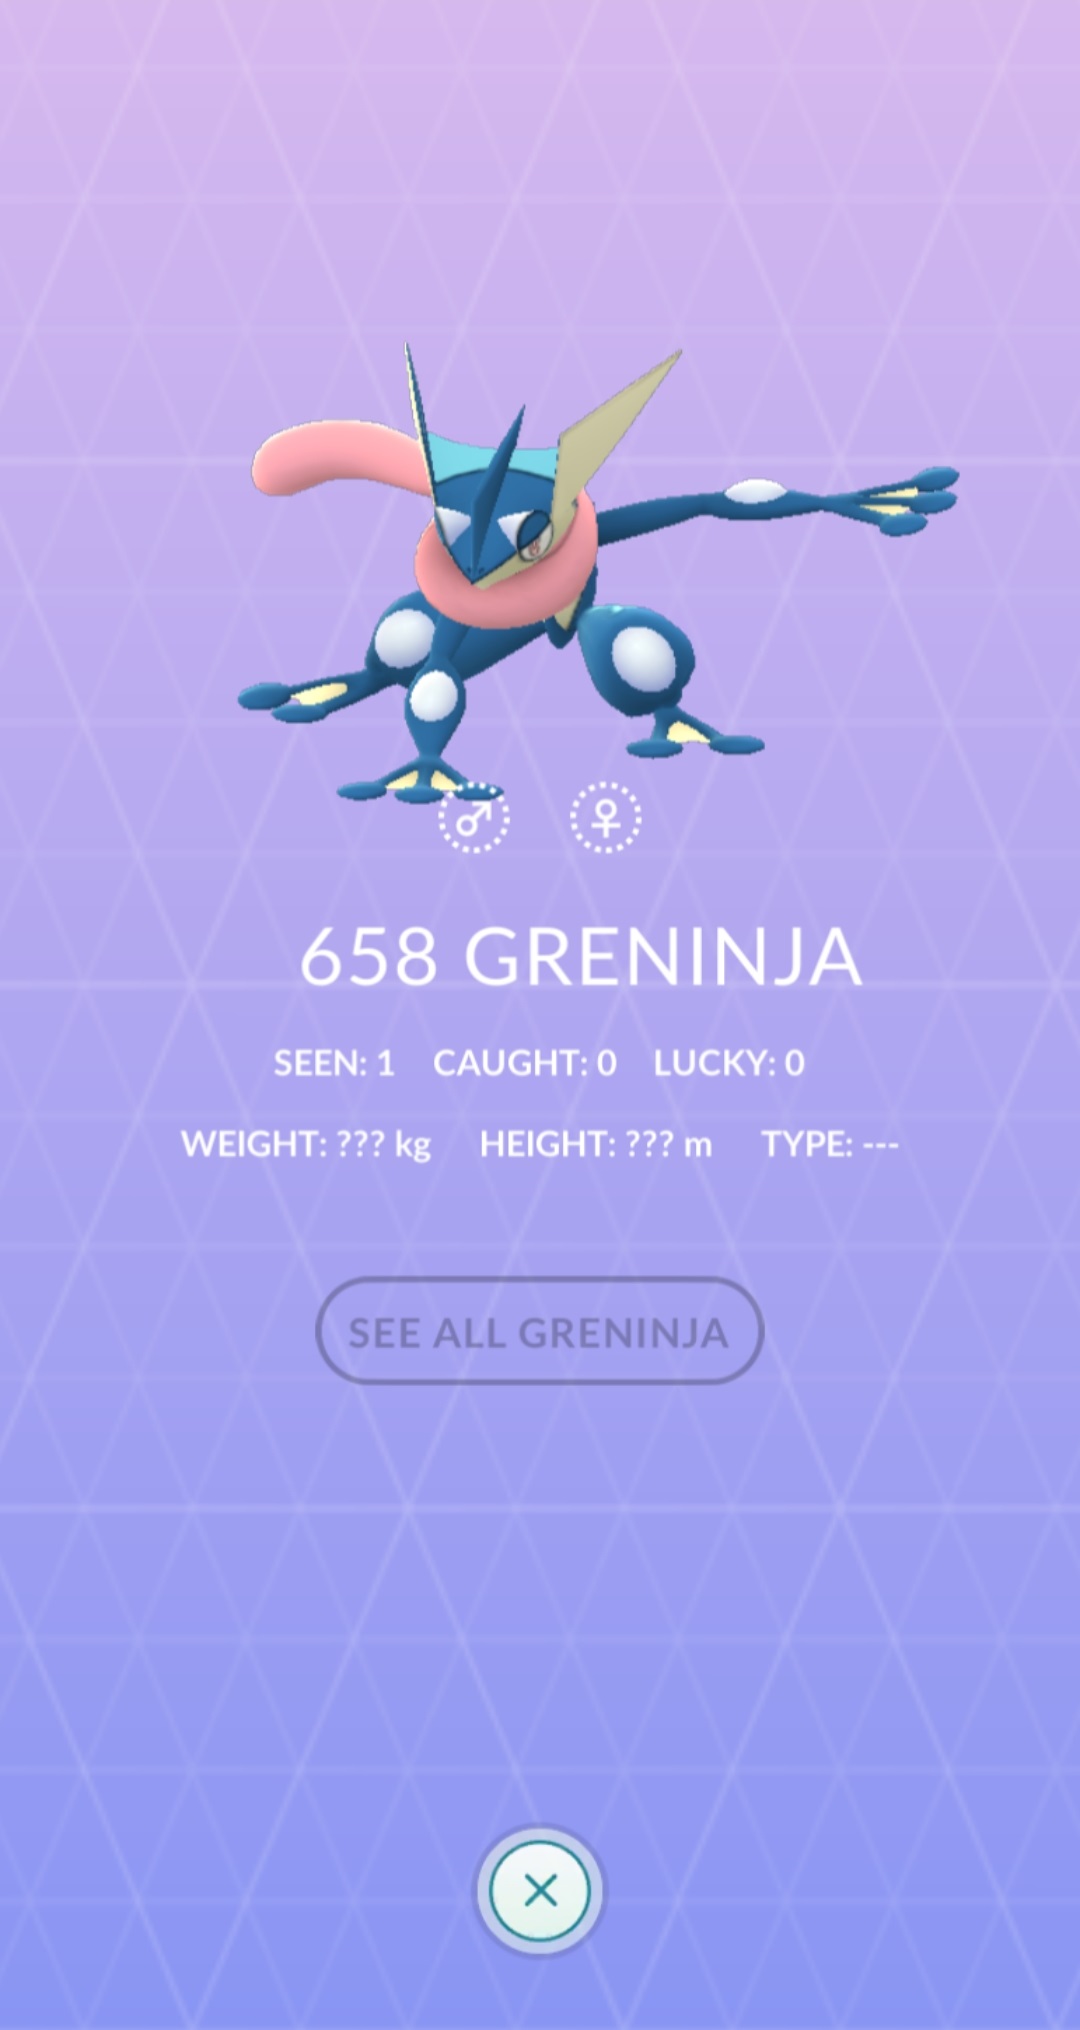 658 GRENINJA
SEEN: 1 CAUGHT: 0 LUCKY: 0
WEIGHT: ??? kg HEIGHT: ??? m TYPE: ---
SEE ALL GRENINJA